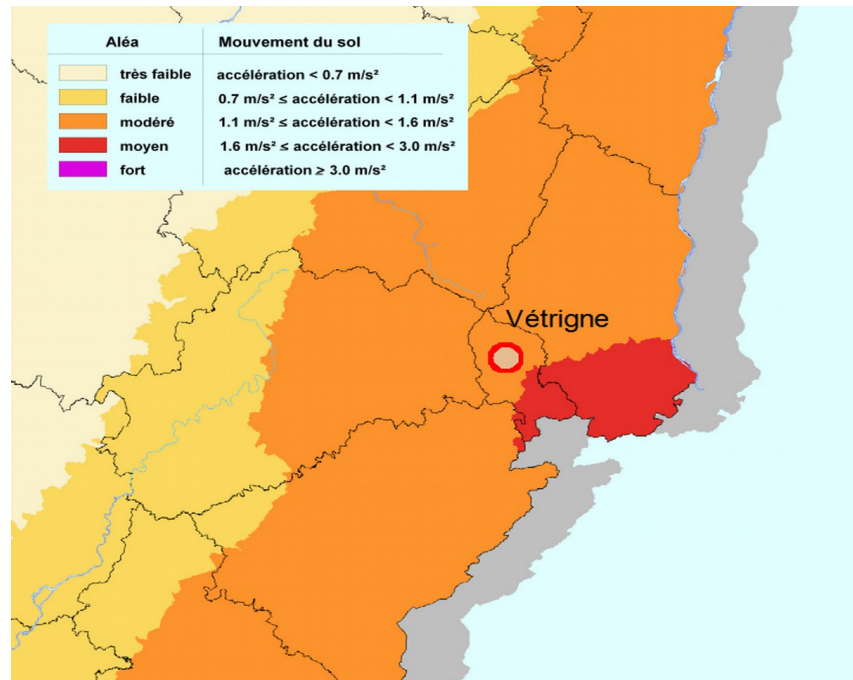 Aléa Mouvement du sol
très faible accélération < 0.7 m/s²
faible 0.7 m/s² ≤ accélération < 1.1 m/s²
modéré 1.1 m/s² ≤ accélération < 1.6 m/s²
moyen 1.6 m/s² ≤ accélération < 3.0 m/s²
fort accélération ≥ 3.0 m/s²
Vétrigne